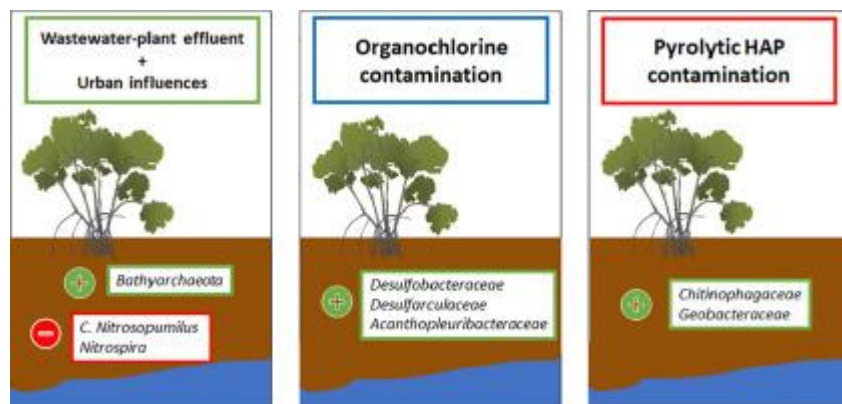 Wastewater-plant effluent
+
Urban influences
Bathyarchaeota
C. Nitrosopumilus
Nitrospira
Organochlorine
contamination
Desulfobacteraceae
Desulfarculaceae
Acanthopleuribacteraceae
Pyrolytic HAP
contamination
Chitinophagaceae
Geobacteraceae